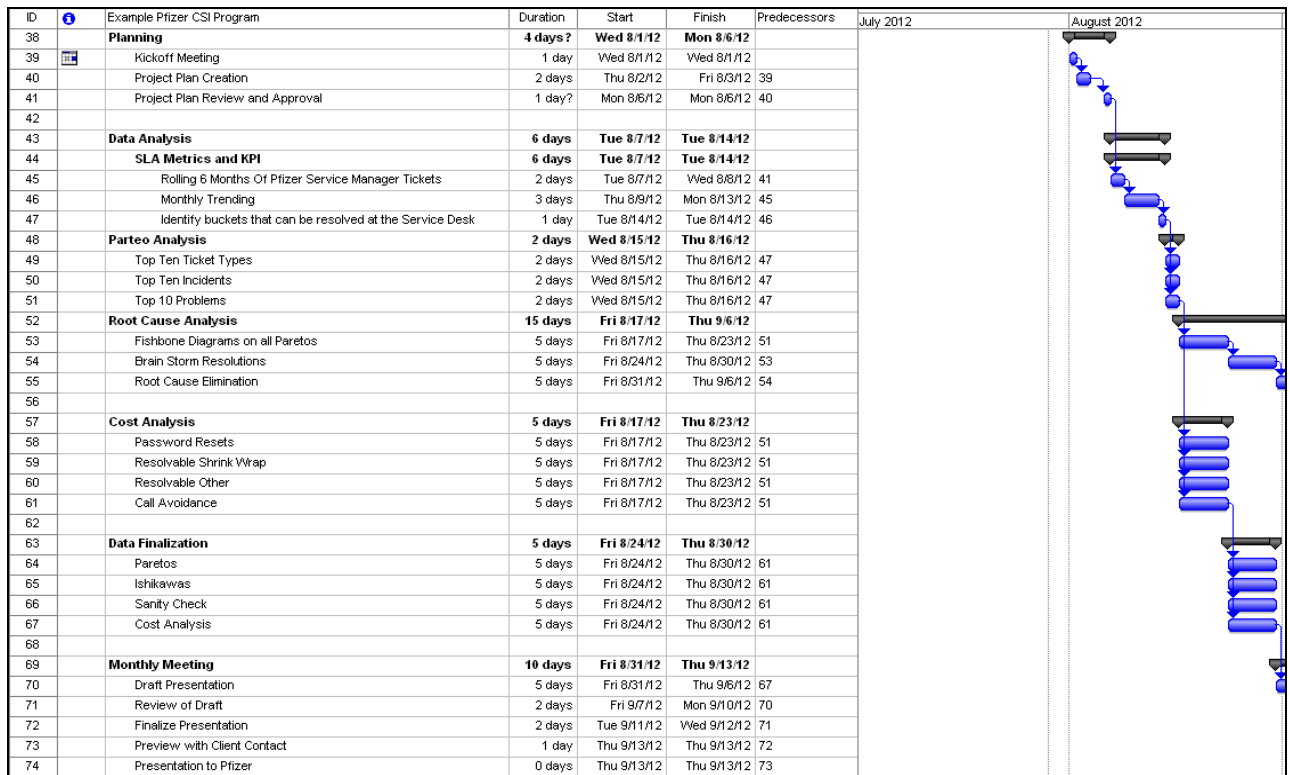 ID Example Pfizer CSI Program Duration Start Finish Predecessors July 2012 August 2012
38 Planning 4 days? Wed 8/1/12 Mon 8/6/12
39 Kickoff Meeting 1 day Wed 8/1/12 Wed 8/1/12
40 Project Plan Creation 2 days Thu 8/2/12 Fri 8/3/12 39
41 Project Plan Review and Approval 1 day? Mon 8/6/12 Mon 8/6/12 40
42
43 Data Analysis 6 days Tue 8/7/12 Tue 8/14/12
44 SLA Metrics and KPI 6 days Tue 8/7/12 Tue 8/14/12
45 Rolling 6 Months Of Pfizer Service Manager Tickets 2 days Tue 8/7/12 Wed 8/8/12 41
46 Monthly Trending 3 days Thu 8/9/12 Mon 8/13/12 45
47 Identify buckets that can be resolved at the Service Desk 1 day Tue 8/14/12 Tue 8/14/12 46
48 Parteo Analysis 2 days Wed 8/15/12 Thu 8/16/12
49 Top Ten Ticket Types 2 days Wed 8/15/12 Thu 8/16/12 47
50 Top Ten Incidents 2 days Wed 8/15/12 Thu 8/16/12 47
51 Top 10 Problems 2 days Wed 8/15/12 Thu 8/16/12 47
52 Root Cause Analysis 15 days Fri 8/17/12 Thu 9/6/12
53 Fishbone Diagrams on all Paretos 5 days Fri 8/17/12 Thu 8/23/12 51
54 Brain Storm Resolutions 5 days Fri 8/24/12 Thu 8/30/12 53
55 Root Cause Elimination 5 days Fri 8/31/12 Thu 9/6/12 54
56
57 Cost Analysis 5 days Fri 8/17/12 Thu 8/23/12
58 Password Resets 5 days Fri 8/17/12 Thu 8/23/12 51
59 Resolvable Shrink Wrap 5 days Fri 8/17/12 Thu 8/23/12 51
60 Resolvable Other 5 days Fri 8/17/12 Thu 8/23/12 51
61 Call Avoidance 5 days Fri 8/17/12 Thu 8/23/12 51
62
63 Data Finalization 5 days Fri 8/24/12 Thu 8/30/12
64 Paretos 5 days Fri 8/24/12 Thu 8/30/12 61
65 Ishikawas 5 days Fri 8/24/12 Thu 8/30/12 61
66 Sanity Check 5 days Fri 8/24/12 Thu 8/30/12 61
67 Cost Analysis 5 days Fri 8/24/12 Thu 8/30/12 61
68
69 Monthly Meeting 10 days Fri 8/31/12 Thu 9/13/12
70 Draft Presentation 5 days Fri 8/31/12 Thu 9/6/12 67
71 Review of Draft 2 days Fri 9/7/12 Mon 9/10/12 70
72 Finalize Presentation 2 days Tue 9/11/12 Wed 9/12/12 71
73 Preview with Client Contact 1 day Thu 9/13/12 Thu 9/13/12 72
74 Presentation to Pfizer 0 days Thu 9/13/12 Thu 9/13/12 73